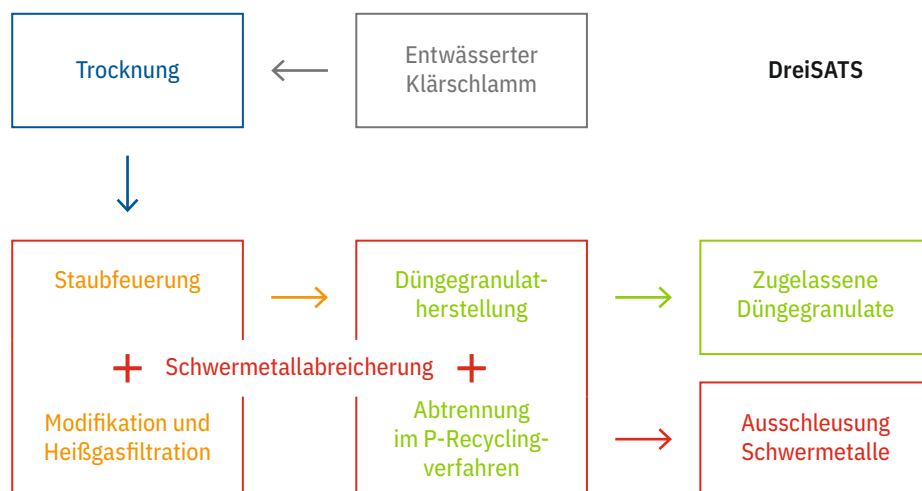 Trocknung
Entwässerter
Klärschlamm
DreiSATS
Staubfeuerung
Düngegranulat-
herstellung
Zugelassene
Düngegranulate
+ Schwermetallabreicherung +
Modifikation und
Heißgasfiltration
Abtrennung
im P-Recycling-
verfahren
Ausschleusung
Schwermetalle